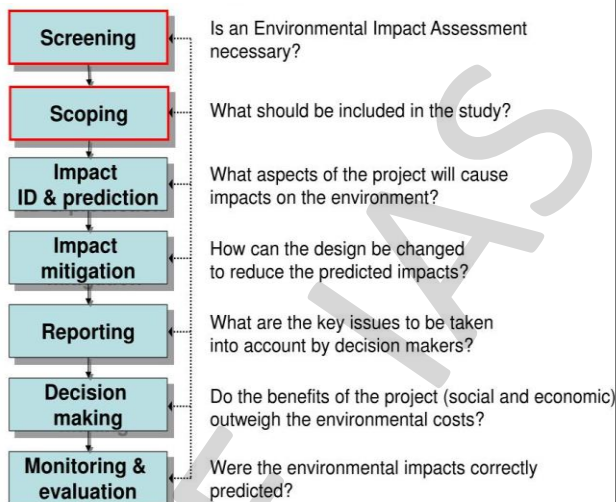 Screening
Is an Environmental Impact Assessment
necessary?
Scoping
What should be included in the study?
Impact
ID & prediction
What aspects of the project will cause
impacts on the environment?
Impact
mitigation
How can the design be changed
to reduce the predicted impacts?
Reporting
What are the key issues to be taken
into account by decision makers?
Decision
making
Do the benefits of the project (social and economic)
outweigh the environmental costs?
Monitoring &
evaluation
Were the environmental impacts correctly
predicted?
IAS